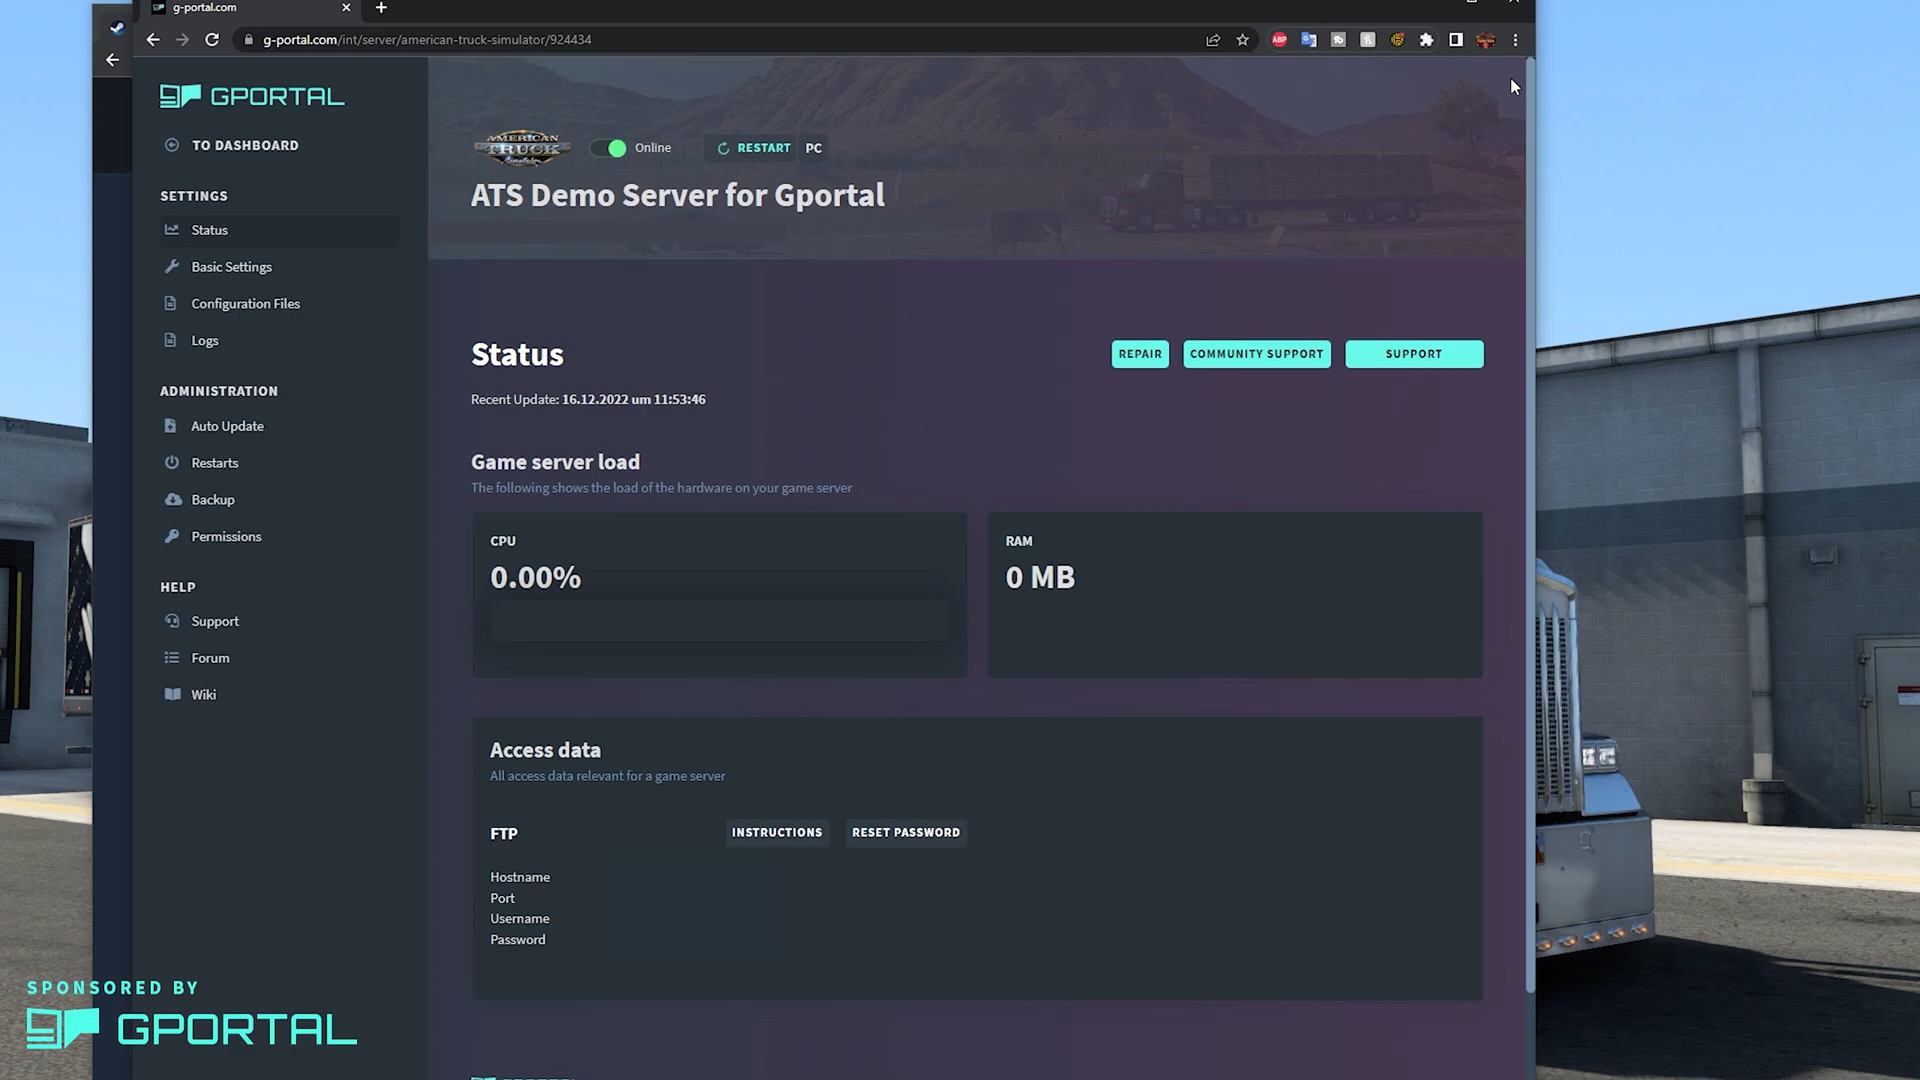 g-portal.com
g-portal.com/int/server/american-truck-simulator/924434
ABP
GPORTAL
TO DASHBOARD
SETTINGS
Status
Basic Settings
Configuration Files
Logs
ADMINISTRATION
Auto Update
Restarts
Backup
Permissions
HELP
Support
Forum
Wiki
AMERICAN
TRUCK
Simulator
Online
RESTART
PC
ATS Demo Server for Gportal
Status
REPAIR
COMMUNITY SUPPORT
SUPPORT
Recent Update: 16.12.2022 um 11:53:46
Game server load
The following shows the load of the hardware on your game server
CPU
0.00%
RAM
0 MB
Access data
All access data relevant for a game server
FTP
INSTRUCTIONS
RESET PASSWORD
Hostname
Port
Username
Password
SPONSORED BY
GPORTAL